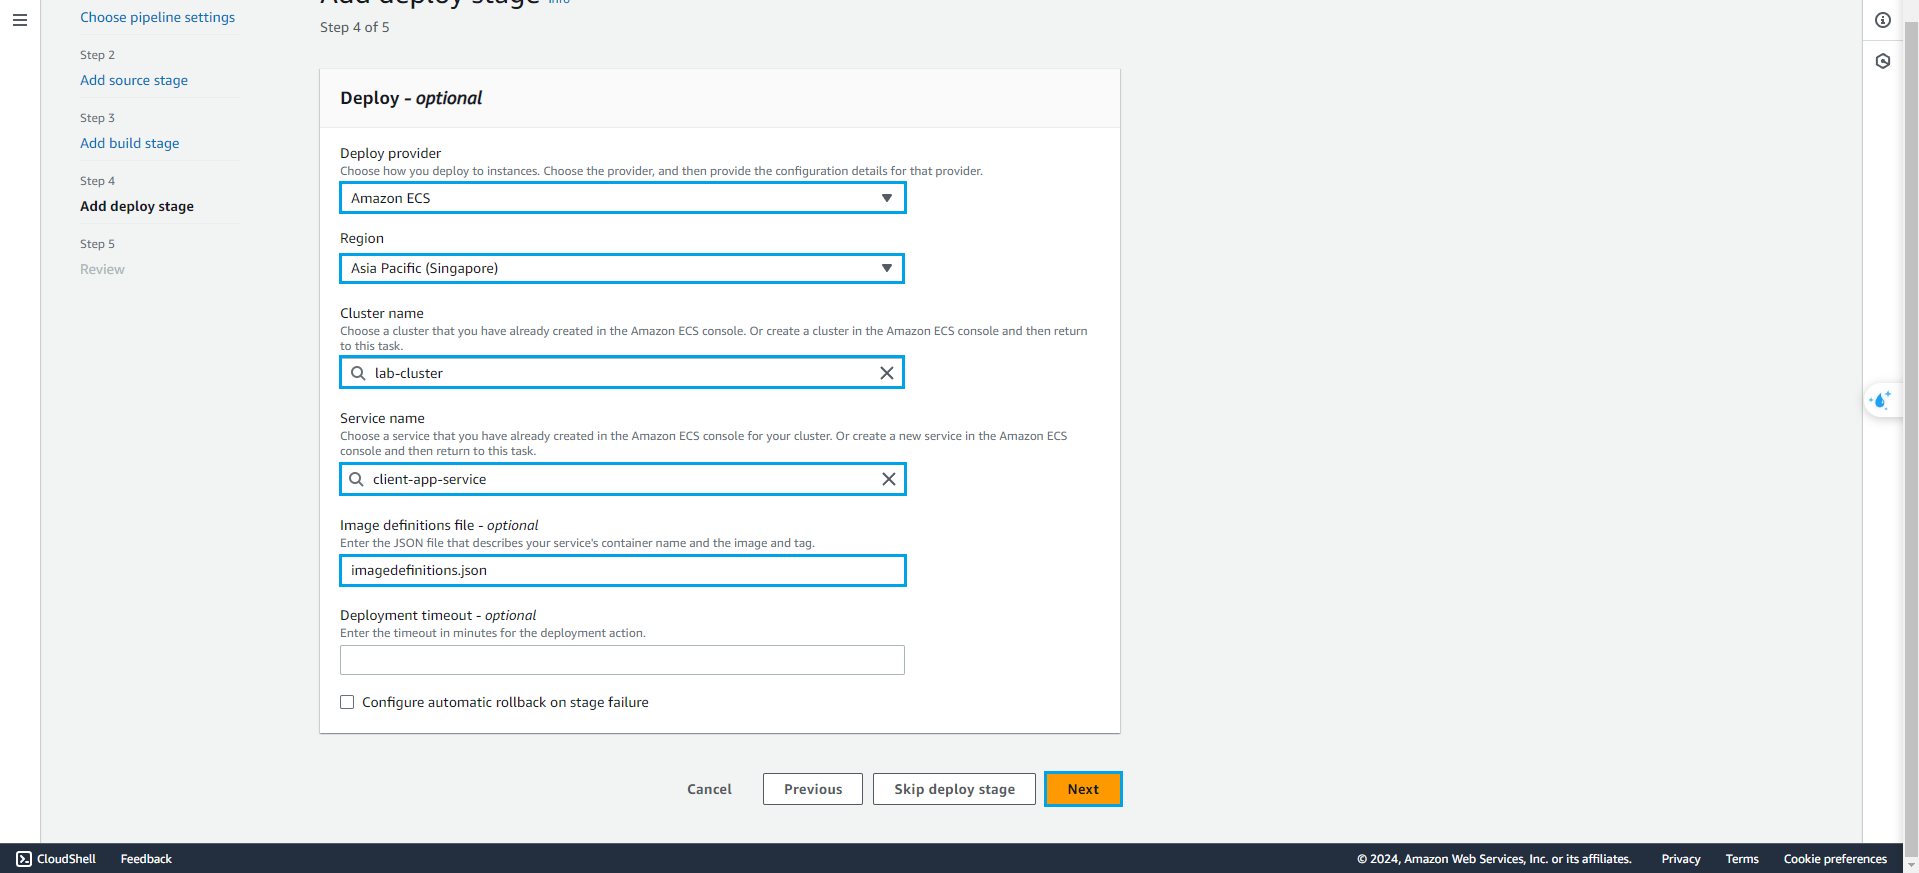 Add deploy stage Info
Step 4 of 5
Choose pipeline settings
Step 2
Add source stage
Step 3
Add build stage
Step 4
Add deploy stage
Step 5
Review
Deploy - optional
Deploy provider
Choose how you deploy to instances. Choose the provider, and then provide the configuration details for that provider.
Amazon ECS
Region
Asia Pacific (Singapore)
Cluster name
Choose a cluster that you have already created in the Amazon ECS console. Or create a cluster in the Amazon ECS console and then return
to this task.
lab-cluster
Service name
Choose a service that you have already created in the Amazon ECS console for your cluster. Or create a new service in the Amazon ECS
console and then return to this task.
client-app-service
Image definitions file - optional
Enter the JSON file that describes your service's container name and the image and tag.
imagedefinitions.json
Deployment timeout - optional
Enter the timeout in minutes for the deployment action.
Configure automatic rollback on stage failure
Cancel
Previous
Skip deploy stage
Next
CloudShell
Feedback
© 2024, Amazon Web Services, Inc. or its affiliates.
Privacy
Terms
Cookie preferences